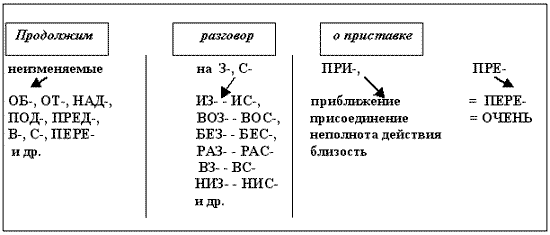 Продолжим разговор о приставке
неизменяемые на З-, С- ПРИ-, ПРЕ-
ОБ-, ОТ-, НАД-, ИЗ- - ИС-, приближение = ПЕРЕ-
ПОД-, ПРЕД-, ВОЗ- - ВОС-, присоединение = ОЧЕНЬ
В-, С-, ПЕРЕ- БЕЗ- - БЕС-, неполнота действия
и др. РАЗ- - РАС- близость
ВЗ- - ВС-
НИЗ- - НИС-
и др.